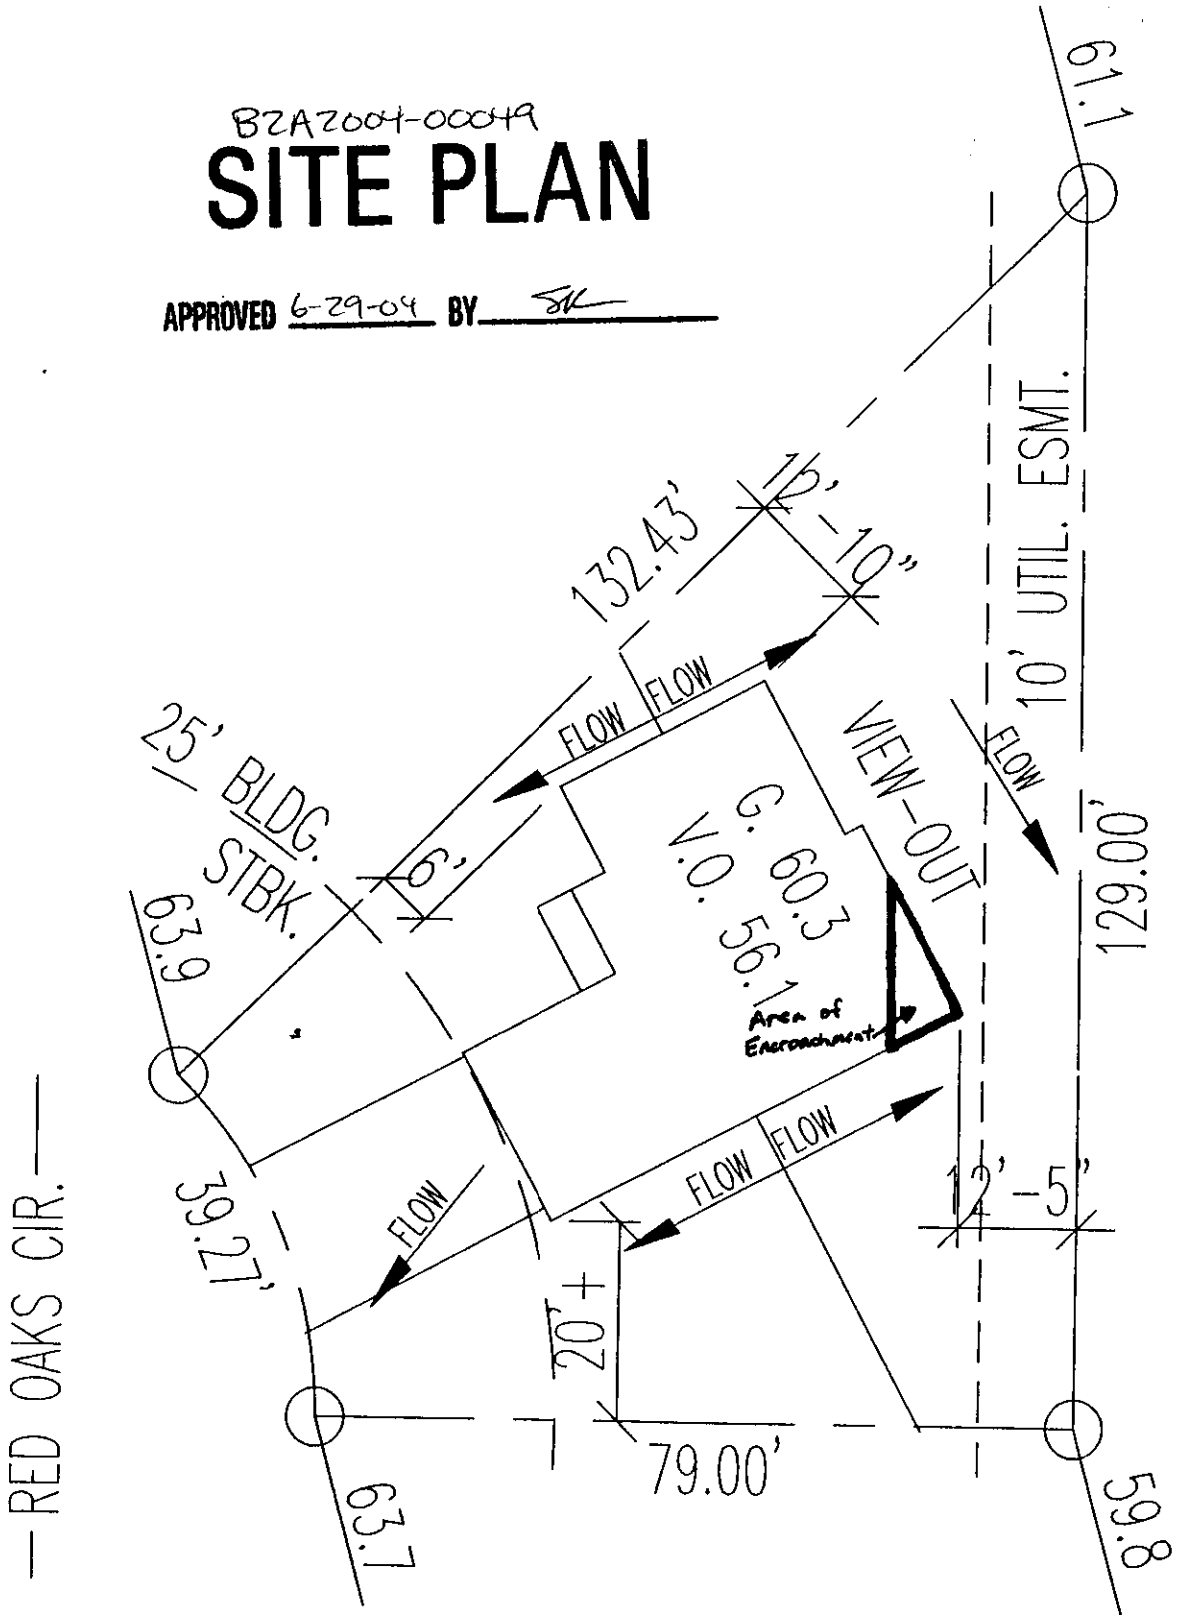 BZA2004-00049
SITE PLAN
APPROVED 6-29-04 BY SK
61.1
10' UTIL. ESMT.
132.43'
12'-10"
FLOW
FLOW
25' BLDG.
STBK.
6'
VIEW-OUT
FLOW
G. 60.3
V.O. 56.1
129.00'
63.9
Area of
Encroachment
FLOW
FLOW
12'-5"
39.27'
FLOW
20'+
—RED OAKS CIR.—
79.00'
63.7
59.8